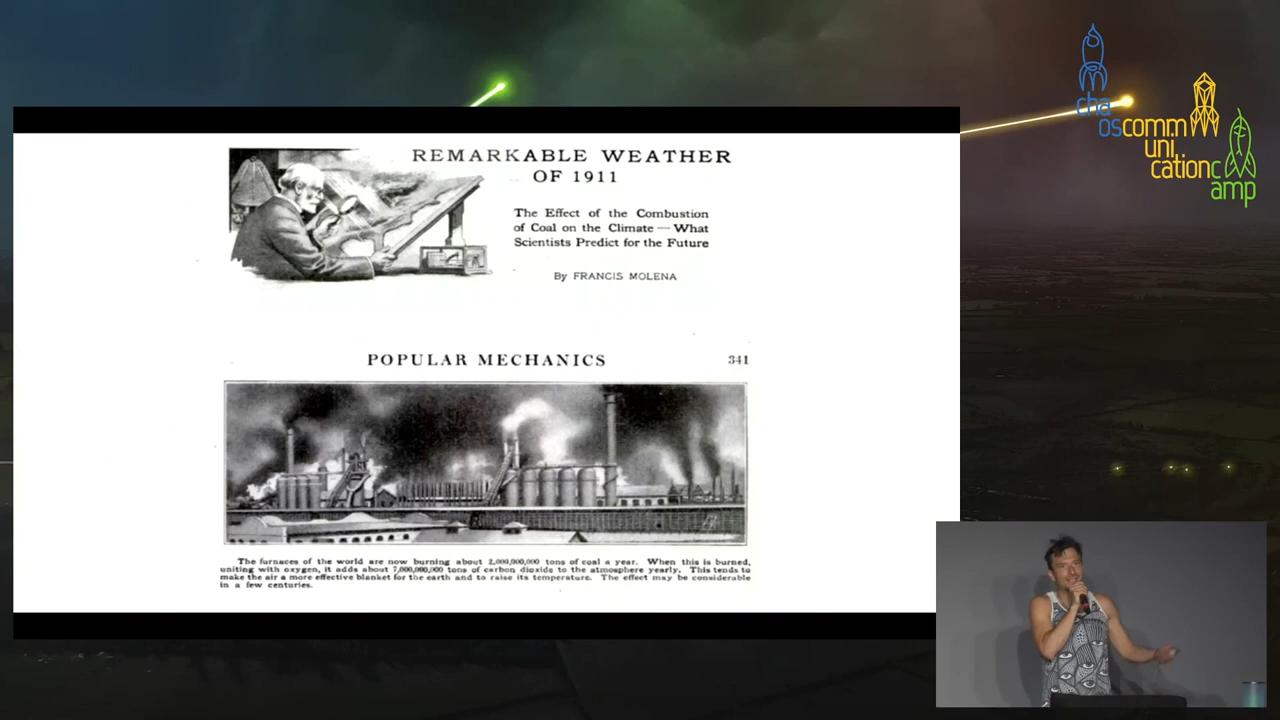 chaos
communicationcamp
REMARKABLE WEATHER
OF 1911
The Effect of the Combustion
of Coal on the Climate — What
Scientists Predict for the Future
By FRANCIS MOLENA
POPULAR MECHANICS 341
The furnaces of the world are now burning about 2,000,000,000 tons of coal a year. When this is burned,
uniting with oxygen, it adds about 7,000,000,000 tons of carbon dioxide to the atmosphere yearly. This tends to
make the air a more effective blanket for the earth and to raise its temperature. The effect may be considerable
in a few centuries.